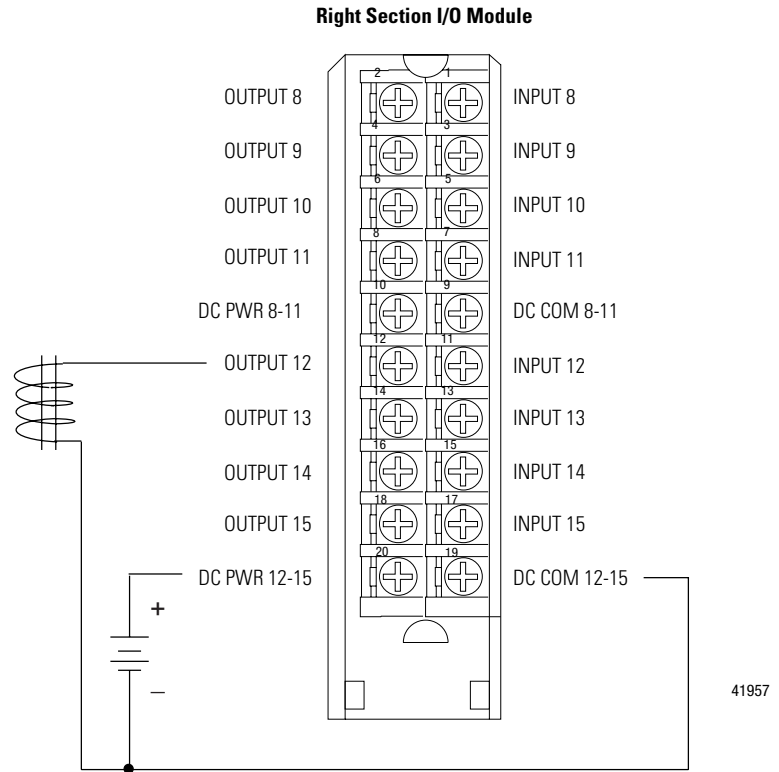 Right Section I/O Module
2 1
OUTPUT 8 INPUT 8
4 3
OUTPUT 9 INPUT 9
6 5
OUTPUT 10 INPUT 10
8 7
OUTPUT 11 INPUT 11
10 9
DC PWR 8-11 DC COM 8-11
12 11
OUTPUT 12 INPUT 12
14 13
OUTPUT 13 INPUT 13
16 15
OUTPUT 14 INPUT 14
18 17
OUTPUT 15 INPUT 15
20 19
DC PWR 12-15 DC COM 12-15
+
–
41957